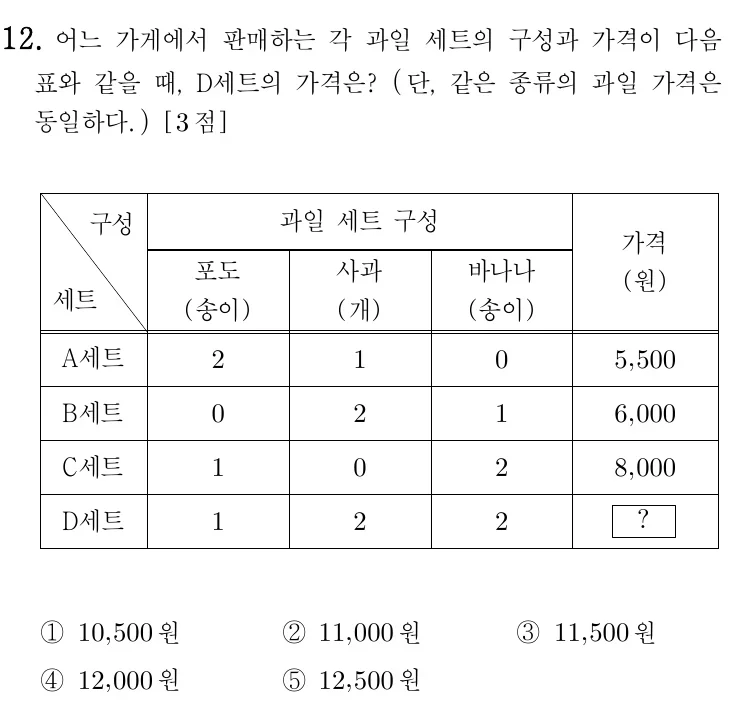 12. 어느 가게에서 판매하는 각 과일 세트의 구성과 가격이 다음
표와 같을 때, D세트의 가격은? (단, 같은 종류의 과일 가격은
동일하다.) [3점]
구성 과일 세트 구성 가격
(원)
세트 포도 사과 바나나
(송이) (개) (송이)
A세트 2 1 0 5,500
B세트 0 2 1 6,000
C세트 1 0 2 8,000
D세트 1 2 2 ?
① 10,500원 ② 11,000원 ③ 11,500원
④ 12,000원 ⑤ 12,500원